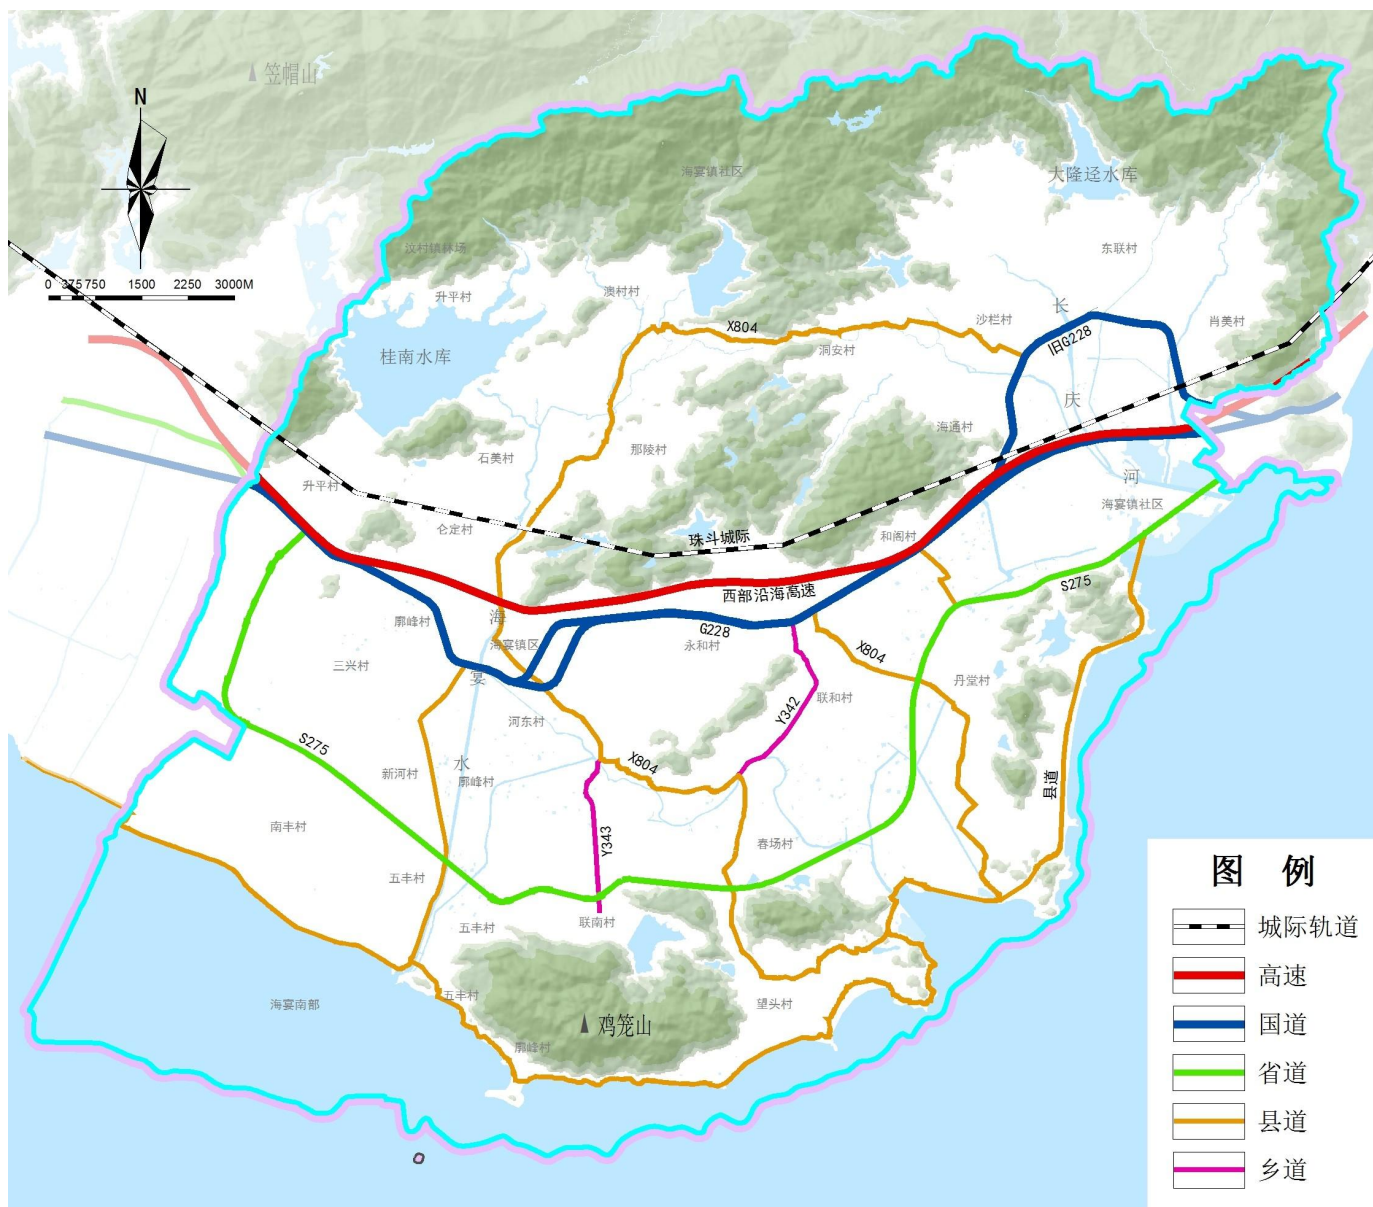 笠帽山
N
0 375 750 1500 2250 3000M
海宴镇社区
大隆迳水库
汶村镇林场
东联村
升平村
澳村村
长
沙栏村
肖美村
X804
旧G228
洞安村
桂南水库
庆
海通村
那陵村
石美村
河
升平村
海宴镇社区
仑定村
珠斗城际
和阁村
西部沿海高速
S275
海
廓峰村
G228
海宴镇区
永和村
X804
三兴村
宴
丹堂村
联和村
Y342
河东村
S275
水
X804
新河村
廓峰村
县道
南丰村
Y343
春场村
五丰村
联南村
五丰村
五丰村
海宴南部
望头村
鸡笼山
廓峰村
图 例
城际轨道
高速
国道
省道
县道
乡道